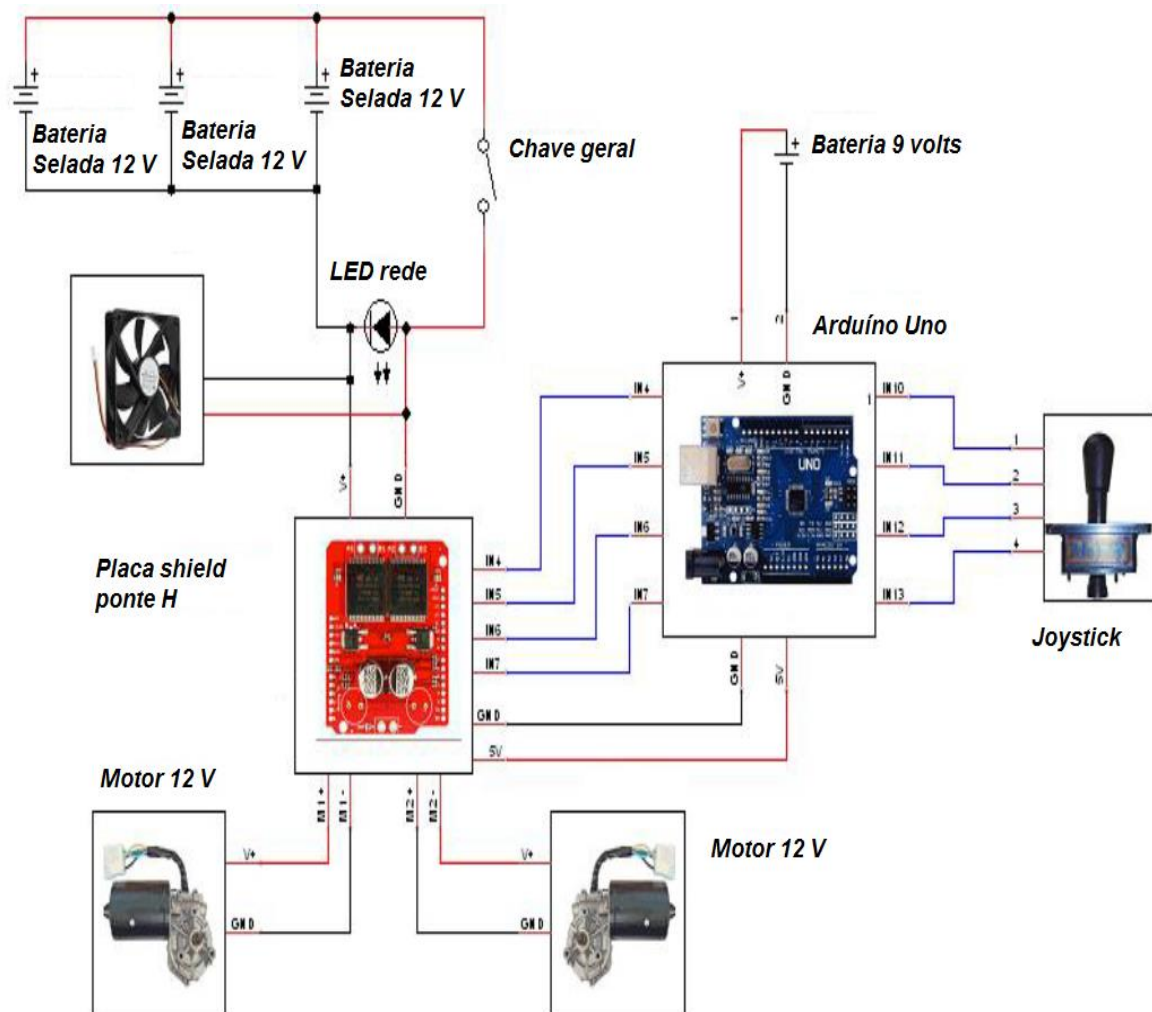 Bateria
Selada 12 V
Bateria
Selada 12 V
Bateria
Selada 12 V
Chave geral
Bateria 9 volts
LED rede
Arduíno Uno
1
2
V+
GND
1
IN4
IN5
IN6
IN7
IN10
IN11
IN12
IN13
UNO
GND
5V
1
2
3
4
Joystick
V+
GND
Placa shield
ponte H
IN4
IN5
IN6
IN7
GND
5V
M1+
M1-
M2+
M2-
Motor 12 V
V+
GND
V+
GND
Motor 12 V